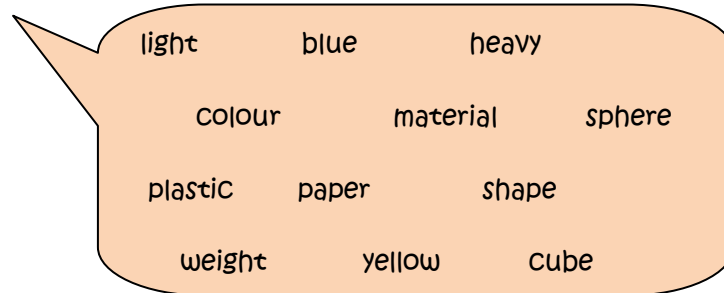 light blue heavy
colour material sphere
plastic paper shape
weight yellow cube